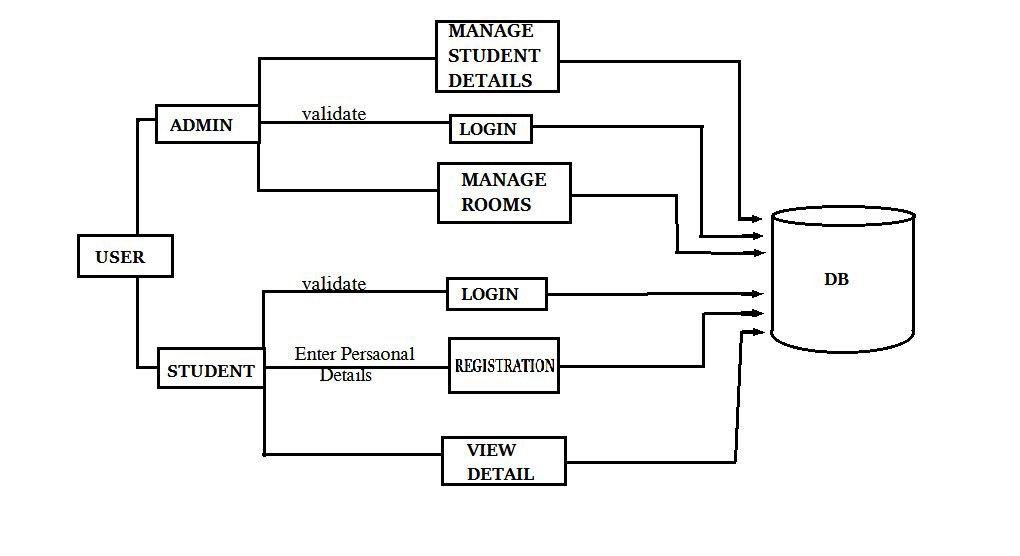 MANAGE
STUDENT
DETAILS
validate
ADMIN
LOGIN
MANAGE
ROOMS
USER
DB
validate
LOGIN
Enter Persaonal
Details
REGISTRATION
STUDENT
VIEW
DETAIL